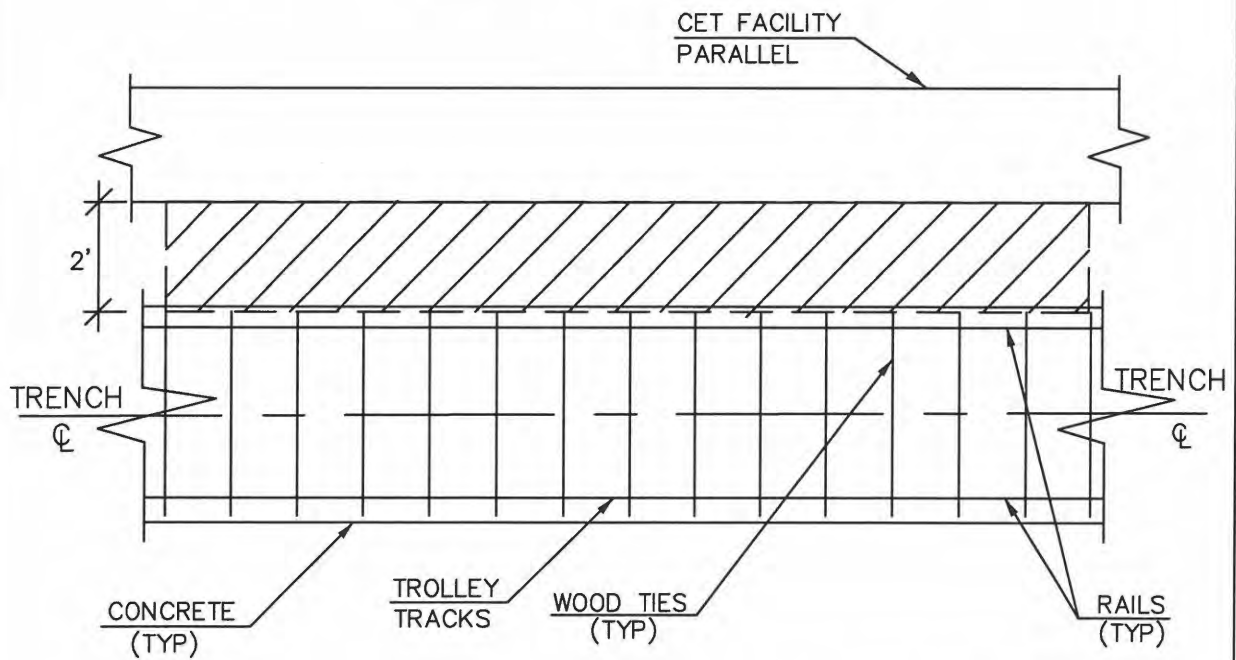 CET FACILITY
PARALLEL
2'
TRENCH
℄
TRENCH
℄
CONCRETE
(TYP)
TROLLEY
TRACKS
WOOD TIES
(TYP)
RAILS
(TYP)